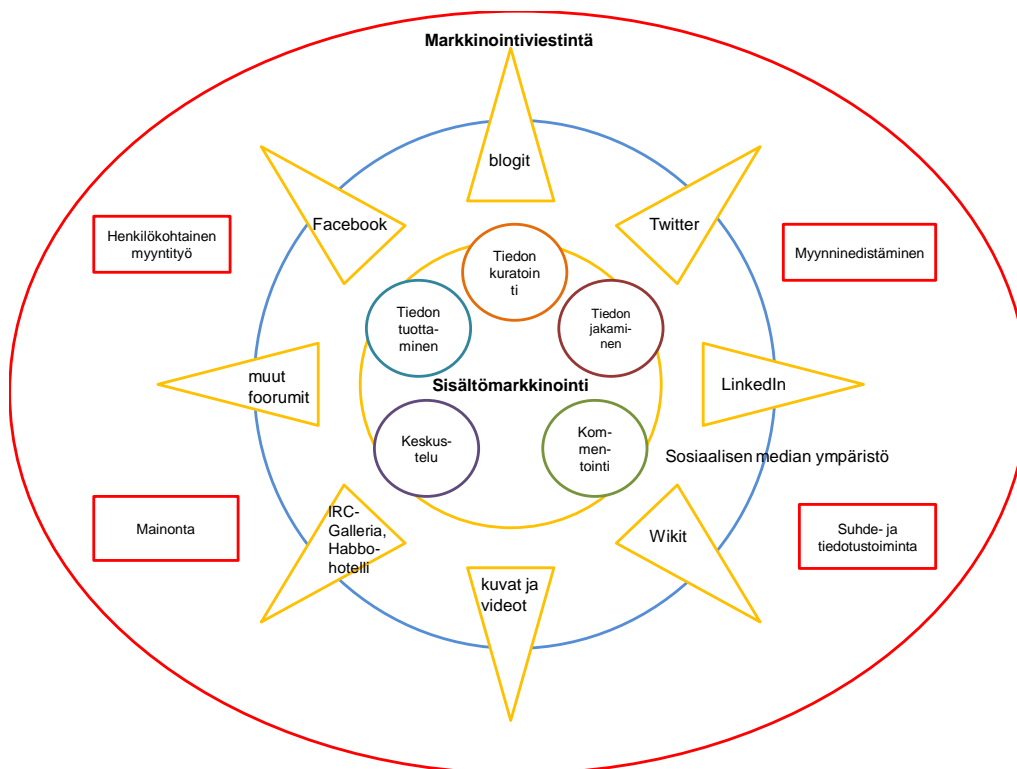 Markkinointiviestintä
blogit
Facebook
Twitter
Henkilökohtainen
myyntityö
Myynninedistäminen
Tiedon
kuratoin
ti
Tiedon
tuotta-
minen
Tiedon
jakami-
nen
muut
foorumit
Sisältömarkkinointi
LinkedIn
Keskus-
telu
Kom-
men-
tointi
Sosiaalisen median ympäristö
Mainonta
IRC-
Galleria,
Habbo-
hotelli
Wikit
Suhde- ja
tiedotustoiminta
kuvat ja
videot